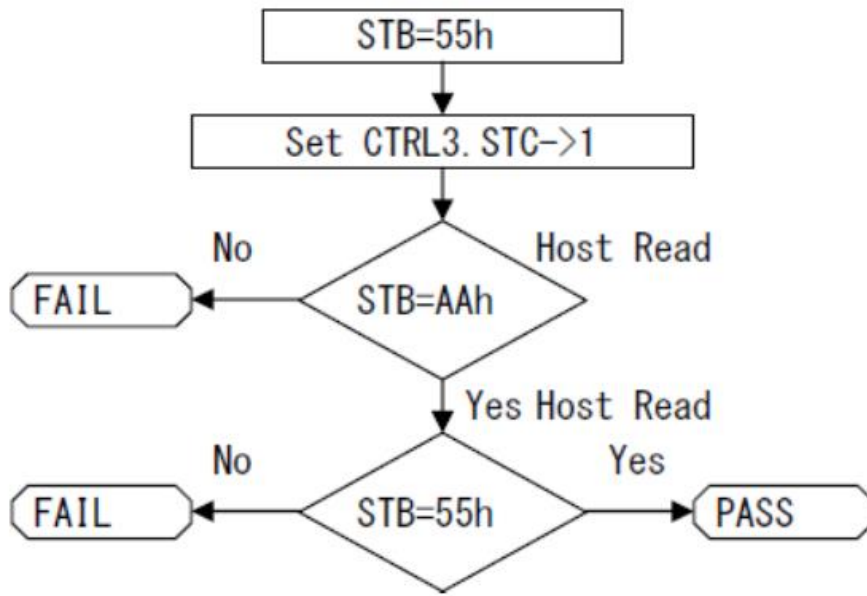 STB=55h
Set CTRL3.STC->1
No
Host Read
FAIL
STB=AAh
Yes Host Read
No
Yes
FAIL
STB=55h
PASS